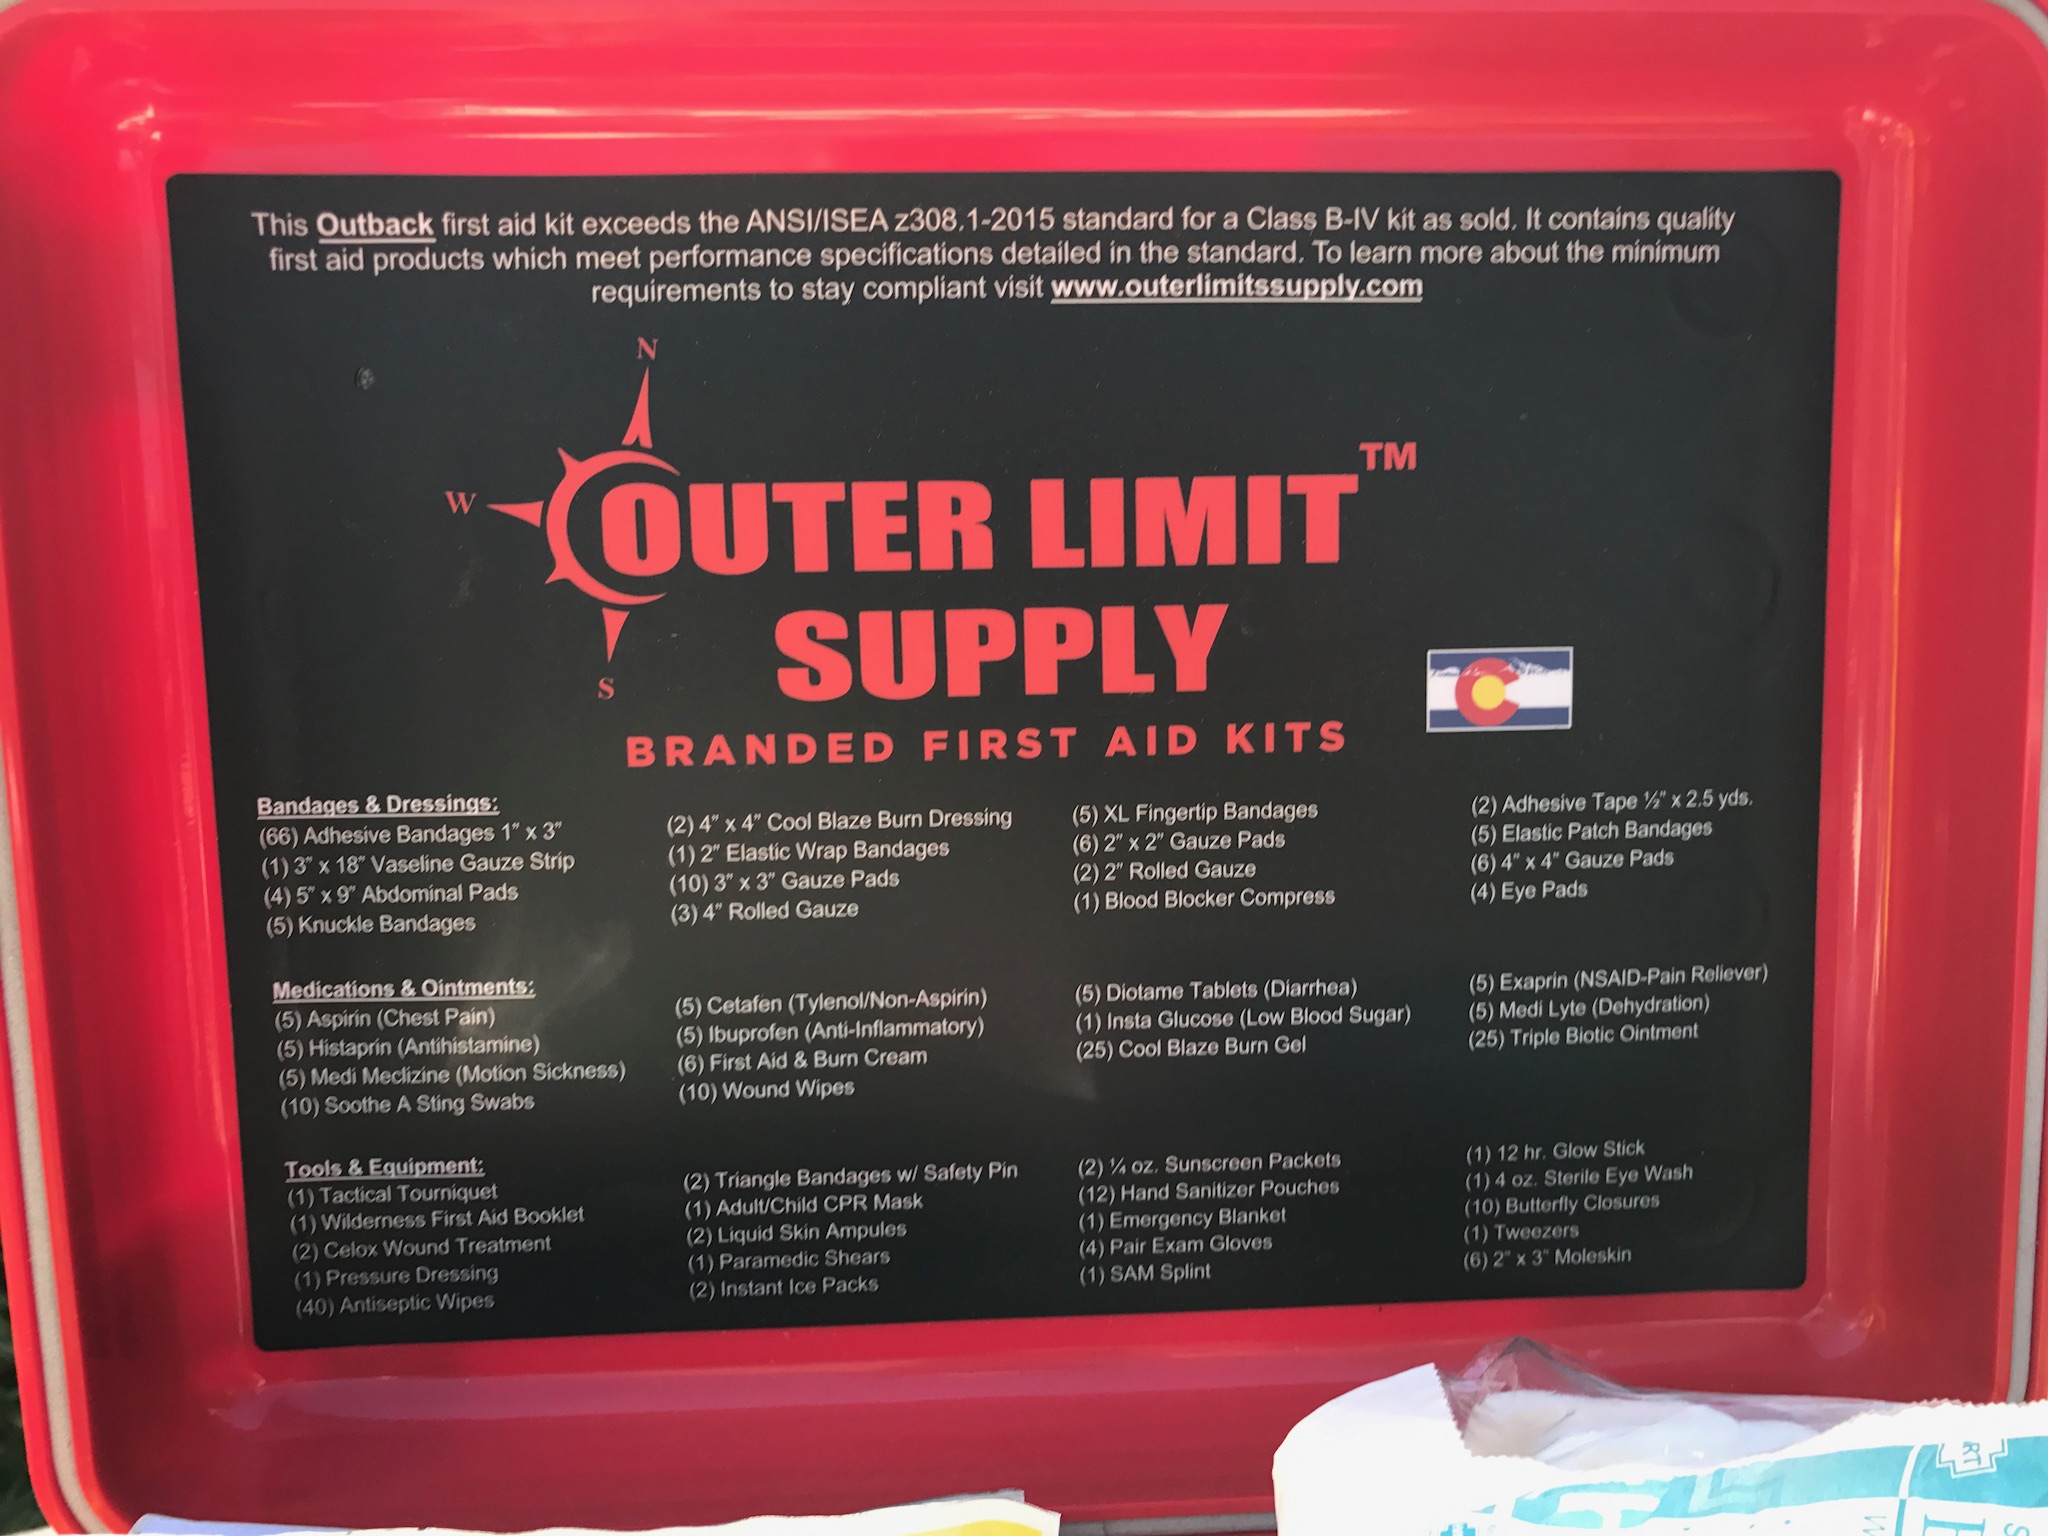 This Outback first aid kit exceeds the ANSI/ISEA z308.1-2015 standard for a Class B-IV kit as sold. It contains quality
first aid products which meet performance specifications detailed in the standard. To learn more about the minimum
requirements to stay compliant visit www.outerlimitssupply.com
N
W
S
OUTER LIMIT™
SUPPLY
BRANDED FIRST AID KITS
Bandages & Dressings:
(66) Adhesive Bandages 1” x 3”
(1) 3” x 18” Vaseline Gauze Strip
(4) 5” x 9” Abdominal Pads
(5) Knuckle Bandages
(2) 4” x 4” Cool Blaze Burn Dressing
(1) 2” Elastic Wrap Bandages
(10) 3” x 3” Gauze Pads
(3) 4” Rolled Gauze
(5) XL Fingertip Bandages
(6) 2” x 2” Gauze Pads
(2) 2” Rolled Gauze
(1) Blood Blocker Compress
(2) Adhesive Tape ½” x 2.5 yds.
(5) Elastic Patch Bandages
(6) 4” x 4” Gauze Pads
(4) Eye Pads
Medications & Ointments:
(5) Aspirin (Chest Pain)
(5) Histaprin (Antihistamine)
(5) Medi Meclizine (Motion Sickness)
(10) Soothe A Sting Swabs
(5) Cetafen (Tylenol/Non-Aspirin)
(5) Ibuprofen (Anti-Inflammatory)
(6) First Aid & Burn Cream
(10) Wound Wipes
(5) Diotame Tablets (Diarrhea)
(1) Insta Glucose (Low Blood Sugar)
(25) Cool Blaze Burn Gel
(5) Exaprin (NSAID-Pain Reliever)
(5) Medi Lyte (Dehydration)
(25) Triple Biotic Ointment
Tools & Equipment:
(1) Tactical Tourniquet
(1) Wilderness First Aid Booklet
(2) Celox Wound Treatment
(1) Pressure Dressing
(40) Antiseptic Wipes
(2) Triangle Bandages w/ Safety Pin
(1) Adult/Child CPR Mask
(2) Liquid Skin Ampules
(1) Paramedic Shears
(2) Instant Ice Packs
(2) ¼ oz. Sunscreen Packets
(12) Hand Sanitizer Pouches
(1) Emergency Blanket
(4) Pair Exam Gloves
(1) SAM Splint
(1) 12 hr. Glow Stick
(1) 4 oz. Sterile Eye Wash
(10) Butterfly Closures
(1) Tweezers
(6) 2” x 3” Moleskin